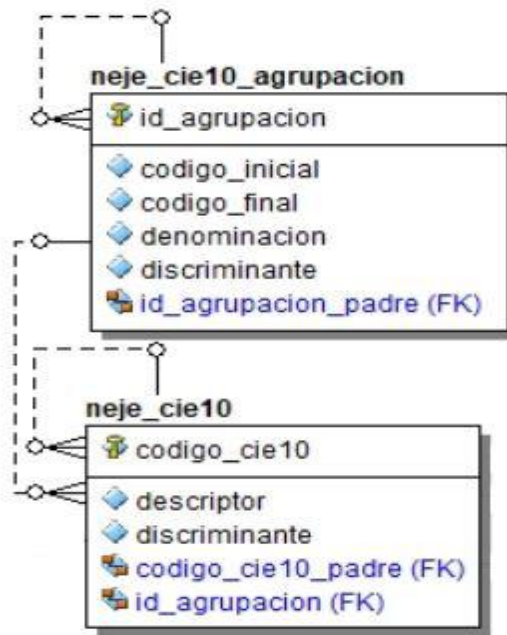 neje_cie10_agrupacion
id_agrupacion
codigo_inicial
codigo_final
denominacion
discriminante
id_agrupacion_padre (FK)
neje_cie10
codigo_cie10
descriptor
discriminante
codigo_cie10_padre (FK)
id_agrupacion (FK)